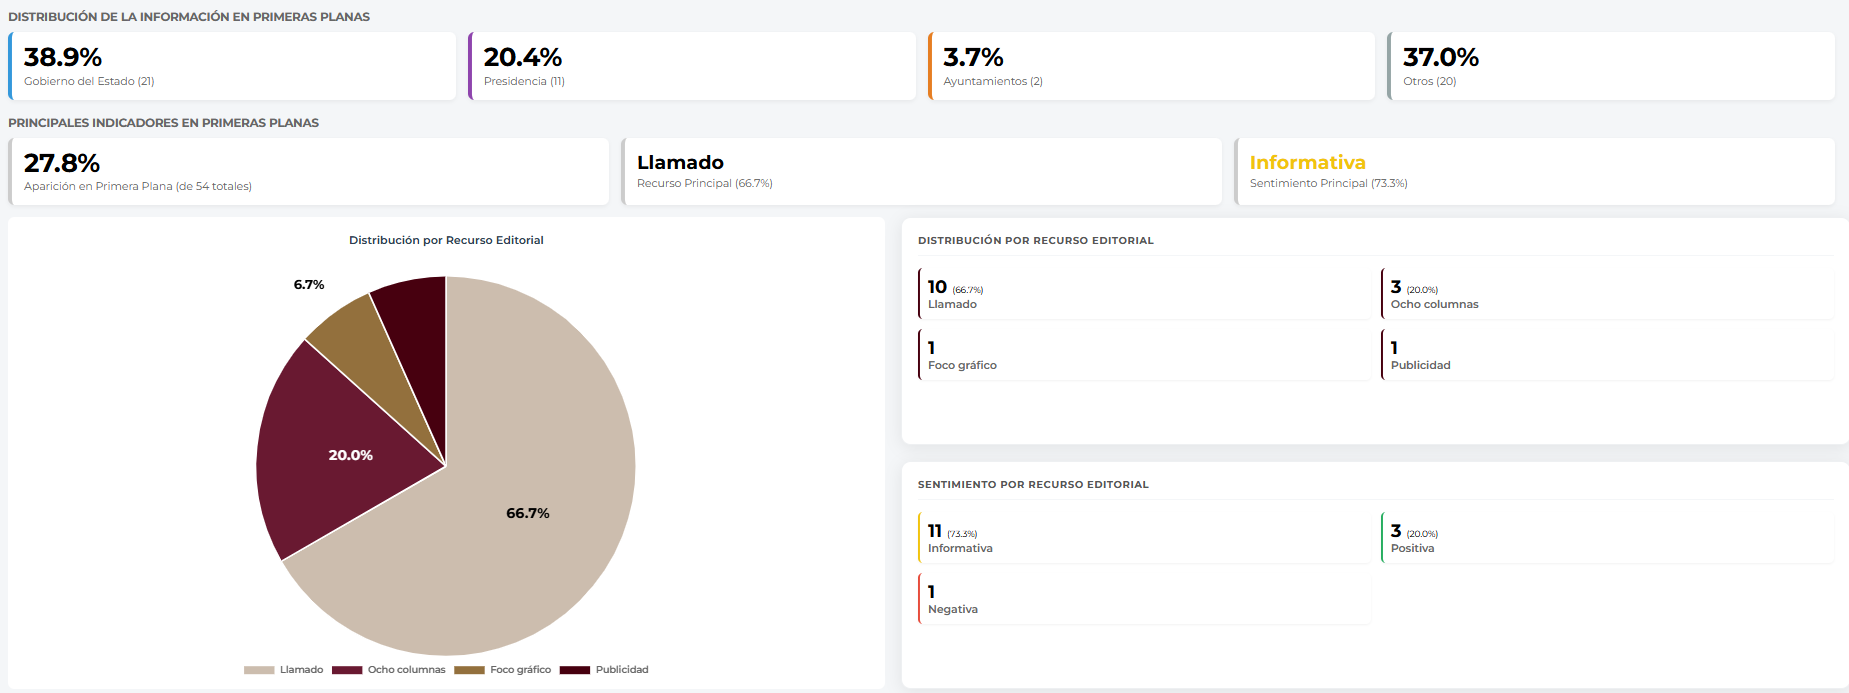 DISTRIBUCIÓN DE LA INFORMACIÓN EN PRIMERAS PLANAS
38.9%
Gobierno del Estado (21)
20.4%
Presidencia (11)
3.7%
Ayuntamientos (2)
37.0%
Otros (20)
PRINCIPALES INDICADORES EN PRIMERAS PLANAS
27.8%
Aparición en Primera Plana (de 54 totales)
Llamado
Recurso Principal (66.7%)
Informativa
Sentimiento Principal (73.3%)
Distribución por Recurso Editorial
6.7%
20.0%
66.7%
Llamado Ocho columnas Foco gráfico Publicidad
DISTRIBUCIÓN POR RECURSO EDITORIAL
10 (66.7%)
Llamado
3 (20.0%)
Ocho columnas
1
Foco gráfico
1
Publicidad
SENTIMIENTO POR RECURSO EDITORIAL
11 (73.3%)
Informativa
3 (20.0%)
Positiva
1
Negativa